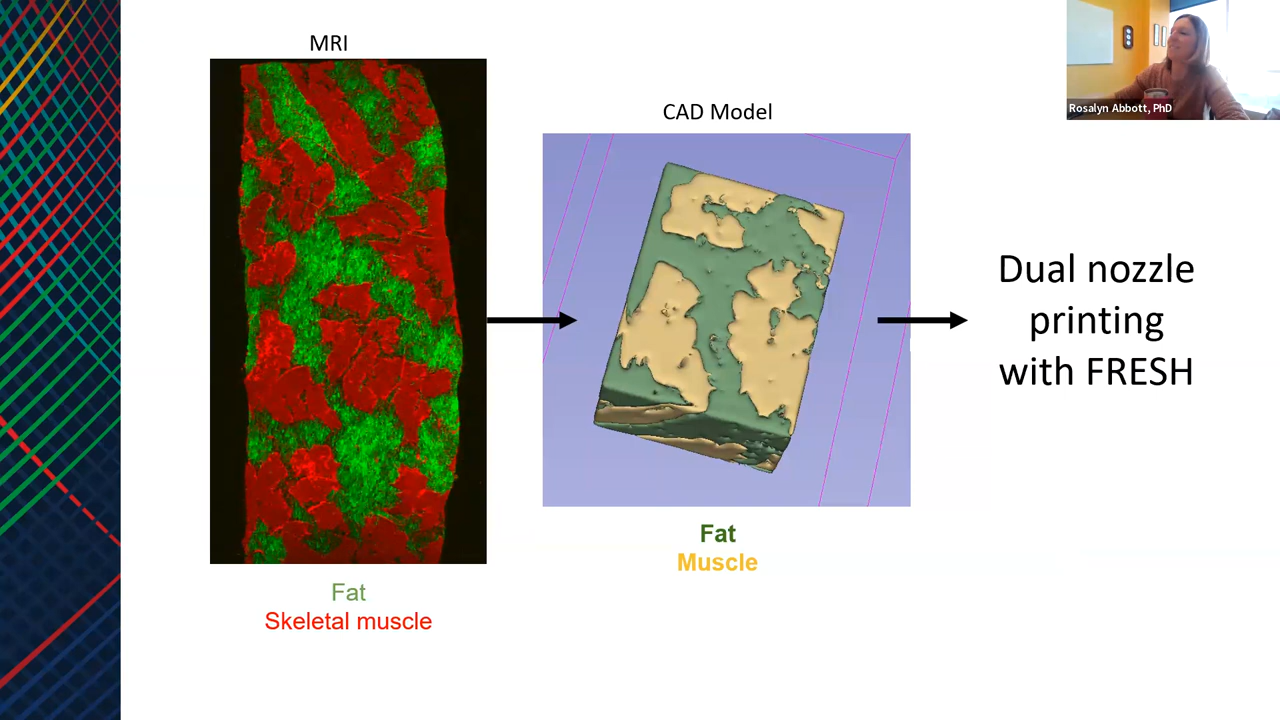 MRI
CAD Model
Rosalyn Abbott, PhD
Dual nozzle
printing
with FRESH
Fat
Muscle
Fat
Skeletal muscle